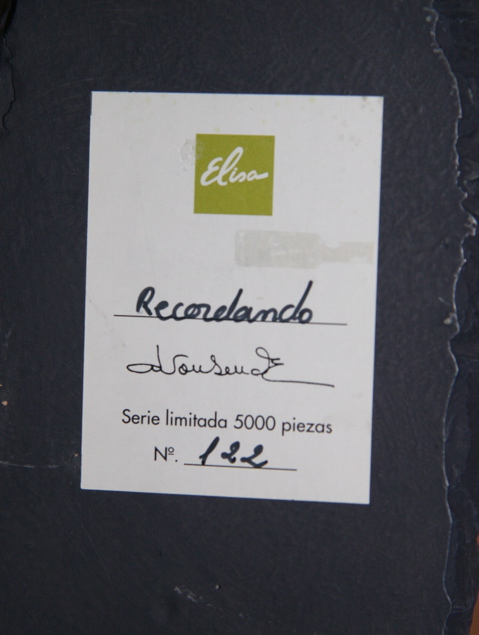 Elisa
Recordando
Serie limitada 5000 piezas
Nº. 122